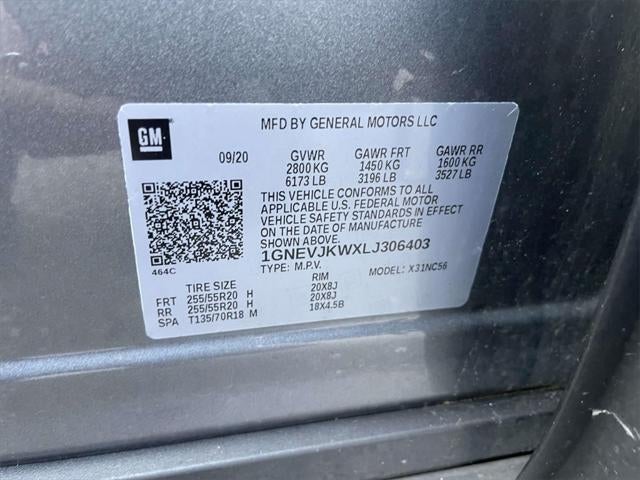 GM
MFD BY GENERAL MOTORS LLC
09/20 GVWR GAWR FRT GAWR RR
2800 KG 1450 KG 1600 KG
6173 LB 3196 LB 3527 LB
THIS VEHICLE CONFORMS TO ALL
APPLICABLE U.S. FEDERAL MOTOR
VEHICLE SAFETY STANDARDS IN EFFECT
ON THE DATE OF MANUFACTURE
SHOWN ABOVE.
1GNEVJKWXLJ306403
464C TYPE: M.P.V. MODEL: X31NC56
TIRE SIZE RIM
FRT 255/55R20 H 20X8J
RR 255/55R20 H 20X8J
SPA T135/70R18 M 18X4.5B